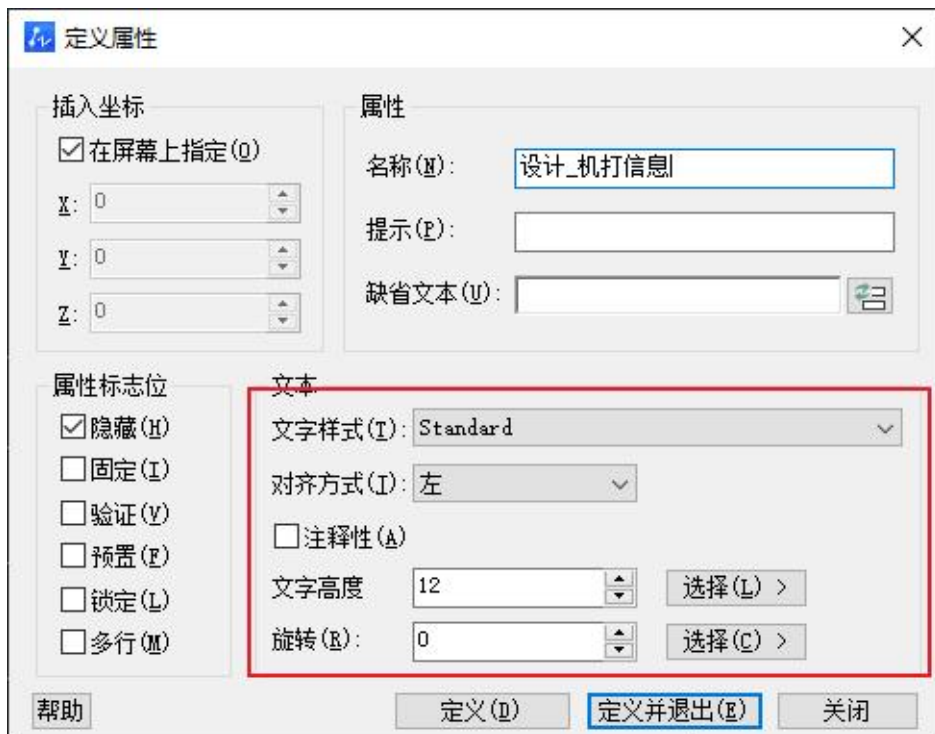 定义属性
插入坐标
在屏幕上指定(O)
X: 0
Y: 0
Z: 0
属性
名称(N): 设计_机打信息
提示(P):
缺省文本(U):
属性标志位
隐藏(H)
固定(I)
验证(V)
预置(F)
锁定(L)
多行(M)
文本
文字样式(T): Standard
对齐方式(J): 左
注释性(A)
文字高度 12 选择(L) >
旋转(R): 0 选择(C) >
帮助 定义(D) 定义并退出(E) 关闭